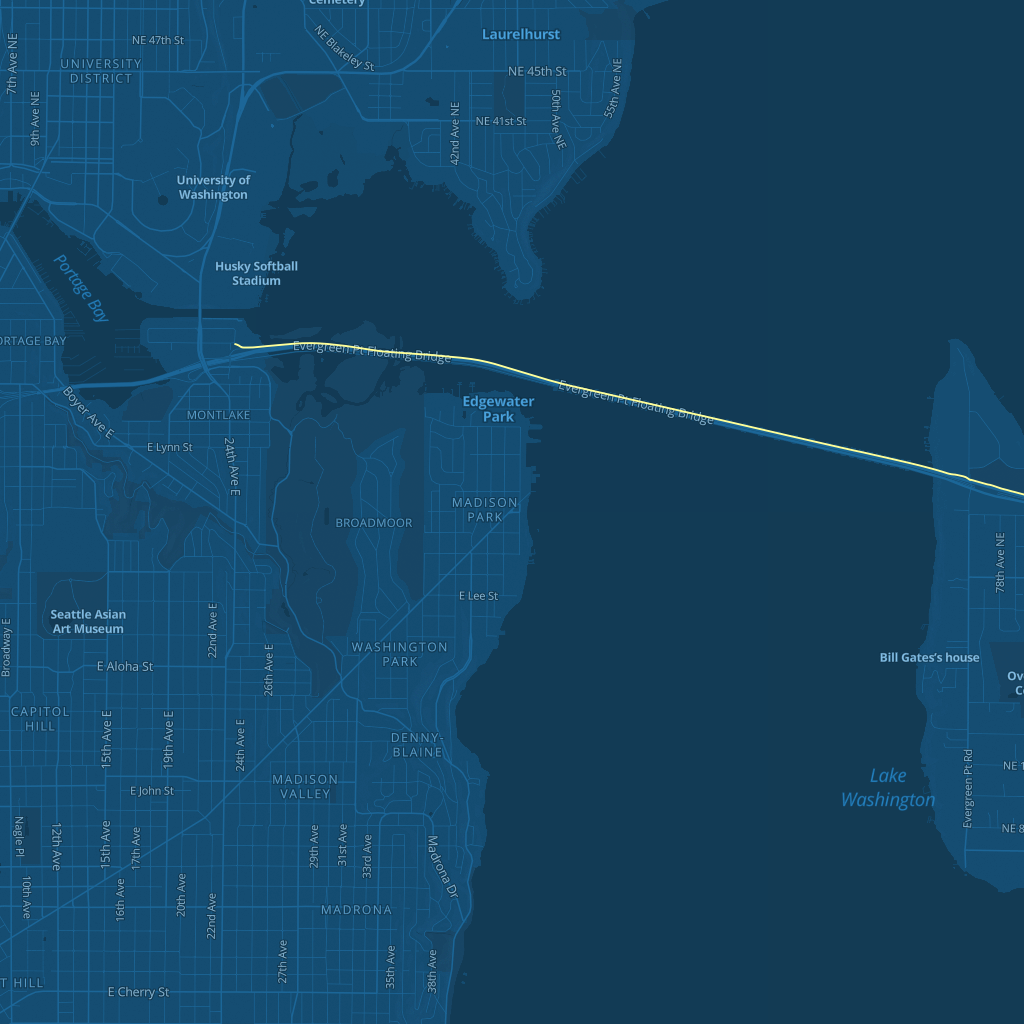 Cemetery
Laurelhurst
NE 47th St
NE Blakeley St
7th Ave NE
UNIVERSITY
DISTRICT
NE 45th St
55th Ave NE
9th Ave NE
42nd Ave NE
NE 41st St
50th Ave NE
University of
Washington
Husky Softball
Stadium
Portage Bay
ORTAGE BAY
Evergreen Pt Floating Bridge
Evergreen Pt Floating Bridge
Boyer Ave E
Edgewater
Park
MONTLAKE
E Lynn St
24th Ave E
MADISON
PARK
BROADMOOR
78th Ave NE
E Lee St
Seattle Asian
Art Museum
22nd Ave E
Broadway E
WASHINGTON
PARK
Bill Gates's house
E Aloha St
26th Ave E
Ov
Co
CAPITOL
HILL
15th Ave E
19th Ave E
24th Ave E
DENNY-
BLAINE
MADISON
VALLEY
E John St
Lake
Washington
Evergreen Pt Rd
NE 1
NE 8
Nagle Pl
12th Ave
15th Ave
17th Ave
29th Ave
31st Ave
33rd Ave
Madrona Dr
10th Ave
16th Ave
20th Ave
22nd Ave
MADRONA
27th Ave
35th Ave
38th Ave
T HILL
E Cherry St